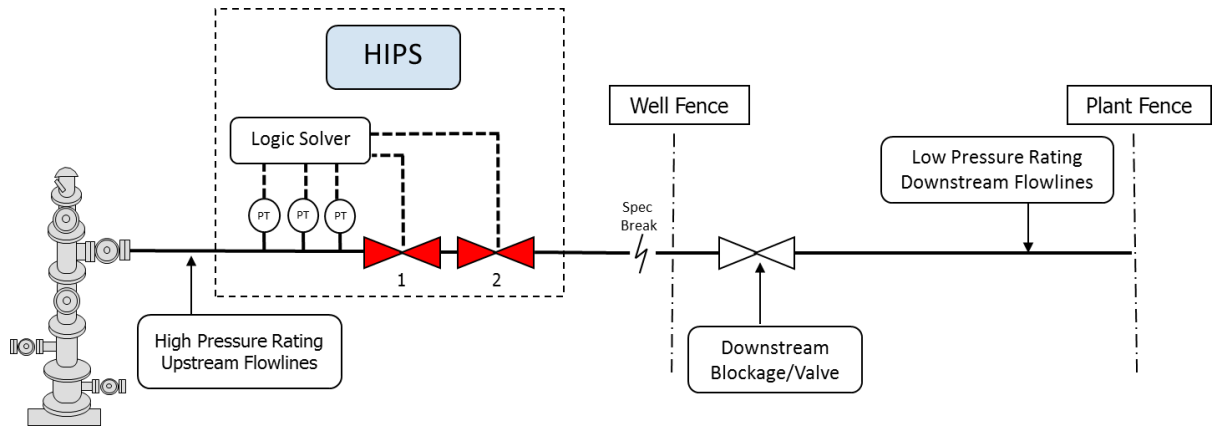 HIPS
Logic Solver
PT
PT
PT
1
2
High Pressure Rating
Upstream Flowlines
Spec
Break
Well Fence
Downstream
Blockage/Valve
Low Pressure Rating
Downstream Flowlines
Plant Fence